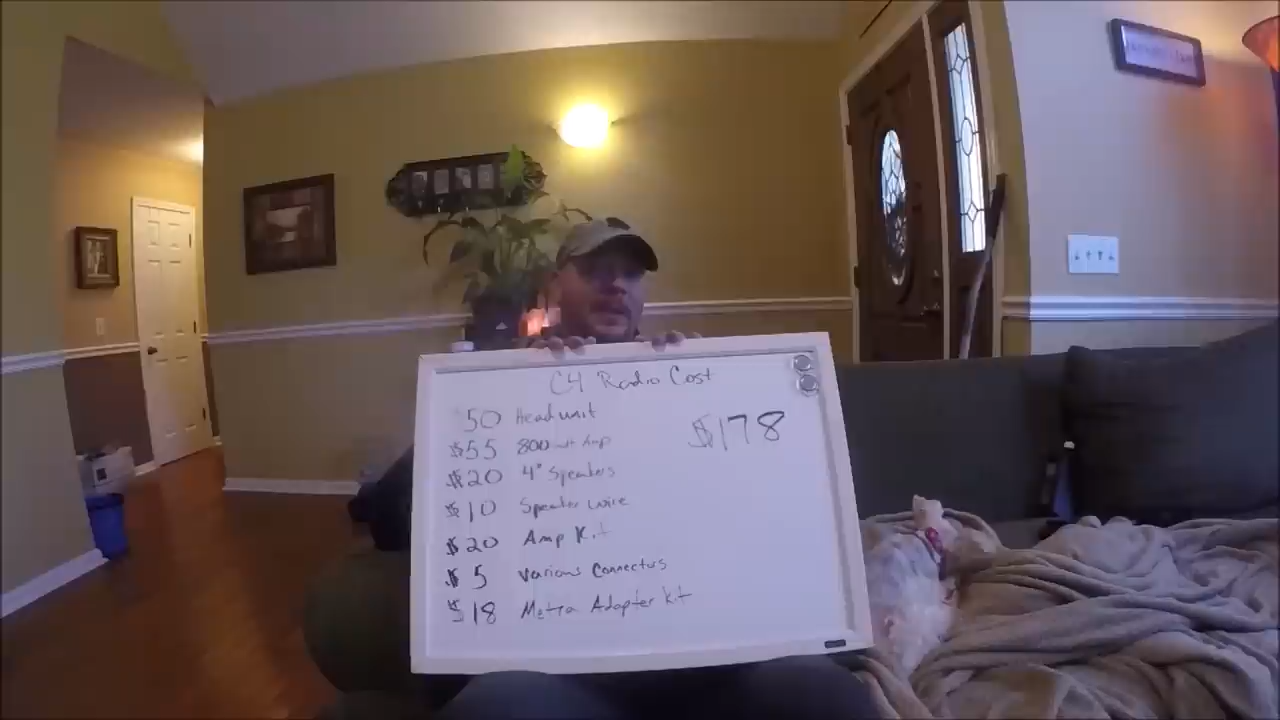 C4 Radio Cost
$50 Head unit
$178
$55 800 wt Amp
$20 4" Speakers
$10 Speaker wire
$20 Amp Kit
$5 Various Connectors
$18 Metra Adapter kit